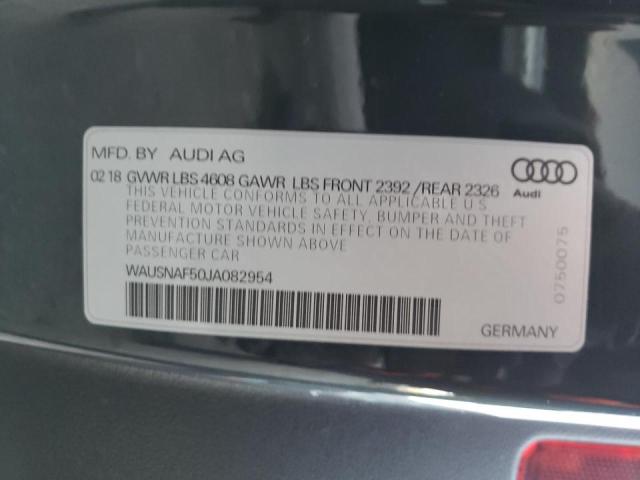 MFD. BY AUDI AG
02 18 GVWR LBS 4608 GAWR LBS FRONT 2392 /REAR 2326
THIS VEHICLE CONFORMS TO ALL APPLICABLE U S
FEDERAL MOTOR VEHICLE SAFETY, BUMPER AND THEFT
PREVENTION STANDARDS IN EFFECT ON THE DATE OF
MANUFACTURE SHOWN ABOVE
PASSENGER CAR
WAUSNAF50JA082954
GERMANY
Audi
0750075